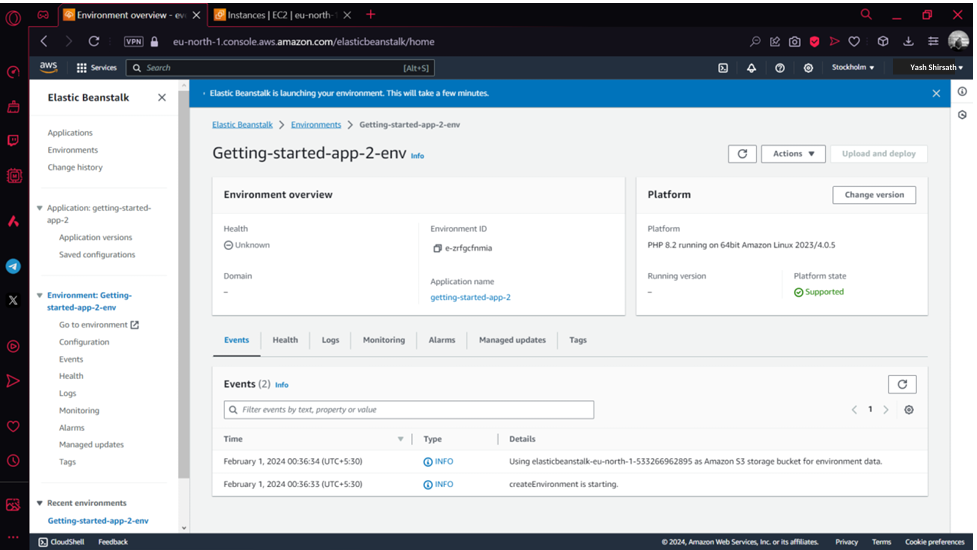 Environment overview - eve
Instances | EC2 | eu-north-1
VPN
eu-north-1.console.aws.amazon.com/elasticbeanstalk/home
aws
Services
Search
[Alt+S]
Stockholm
Yash Shirsath
Elastic Beanstalk
Applications
Environments
Change history
Application: getting-started-
app-2
Application versions
Saved configurations
Environment: Getting-
started-app-2-env
Go to environment
Configuration
Events
Health
Logs
Monitoring
Alarms
Managed updates
Tags
Recent environments
Getting-started-app-2-env
Elastic Beanstalk is launching your environment. This will take a few minutes.
Elastic Beanstalk > Environments > Getting-started-app-2-env
Getting-started-app-2-env Info
Actions
Upload and deploy
Environment overview
Health
Unknown
Environment ID
e-zrfgcfnmia
Domain
–
Application name
getting-started-app-2
Platform
Change version
Platform
PHP 8.2 running on 64bit Amazon Linux 2023/4.0.5
Running version
–
Platform state
Supported
Events Health Logs Monitoring Alarms Managed updates Tags
Events (2) Info
Filter events by text, property or value
1
Time Type Details
February 1, 2024 00:36:34 (UTC+5:30) INFO Using elasticbeanstalk-eu-north-1-533266962895 as Amazon S3 storage bucket for environment data.
February 1, 2024 00:36:33 (UTC+5:30) INFO createEnvironment is starting.
CloudShell Feedback © 2024, Amazon Web Services, Inc. or its affiliates. Privacy Terms Cookie preferences